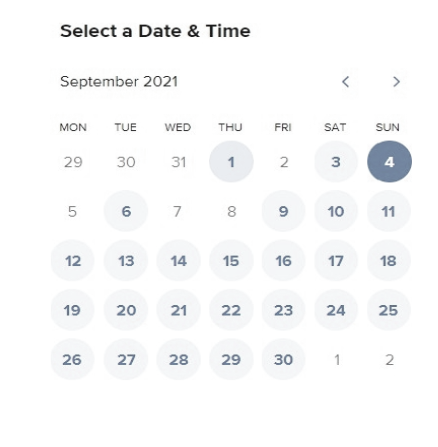 Select a Date & Time
September 2021
MON TUE WED THU FRI SAT SUN
29 30 31 1 2 3 4
5 6 7 8 9 10 11
12 13 14 15 16 17 18
19 20 21 22 23 24 25
26 27 28 29 30 1 2